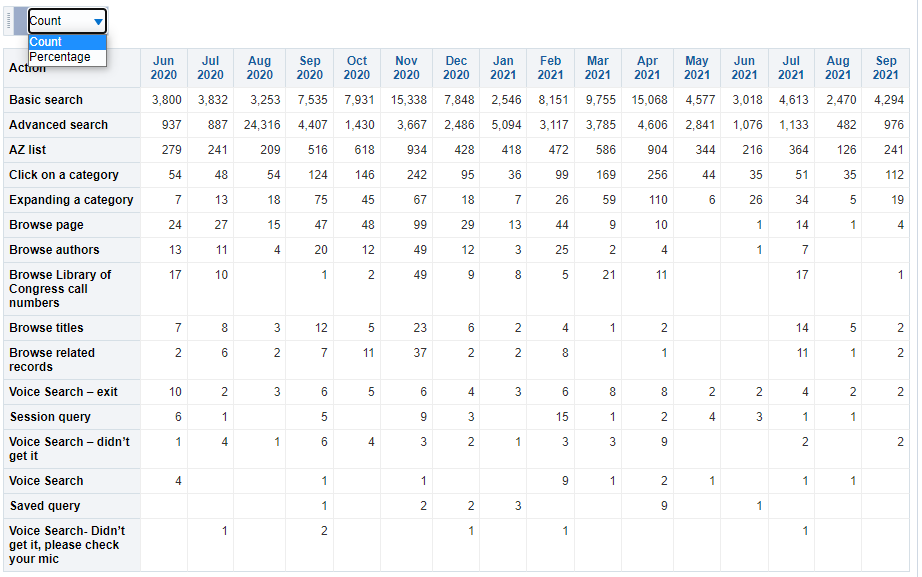 Count
Count
Percentage
Action Jun 2020 Jul 2020 Aug 2020 Sep 2020 Oct 2020 Nov 2020 Dec 2020 Jan 2021 Feb 2021 Mar 2021 Apr 2021 May 2021 Jun 2021 Jul 2021 Aug 2021 Sep 2021
Basic search 3,800 3,832 3,253 7,535 7,931 15,338 7,848 2,546 8,151 9,755 15,068 4,577 3,018 4,613 2,470 4,294
Advanced search 937 887 24,316 4,407 1,430 3,667 2,486 5,094 3,117 3,785 4,606 2,841 1,076 1,133 482 976
AZ list 279 241 209 516 618 934 428 418 472 586 904 344 216 364 126 241
Click on a category 54 48 54 124 146 242 95 36 99 169 256 44 35 51 35 112
Expanding a category 7 13 18 75 45 67 18 7 26 59 110 6 26 34 5 19
Browse page 24 27 15 47 48 99 29 13 44 9 10 1 14 1 4
Browse authors 13 11 4 20 12 49 12 3 25 2 4 1 7
Browse Library of 17 10 1 2 49 9 8 5 21 11 17 1
Congress call
numbers
Browse titles 7 8 3 12 5 23 6 2 4 1 2 14 5 2
Browse related 2 6 2 7 11 37 2 2 8 1 11 1 2
records
Voice Search – exit 10 2 3 6 5 6 4 3 6 8 8 2 2 4 2 2
Session query 6 1 5 9 3 15 1 2 4 3 1 1
Voice Search – didn't 1 4 1 6 4 3 2 1 3 3 9 2 2
get it
Voice Search 4 1 1 9 1 2 1 1 1
Saved query 1 2 2 3 9 1
Voice Search- Didn't 1 2 1 1 1
get it, please check
your mic